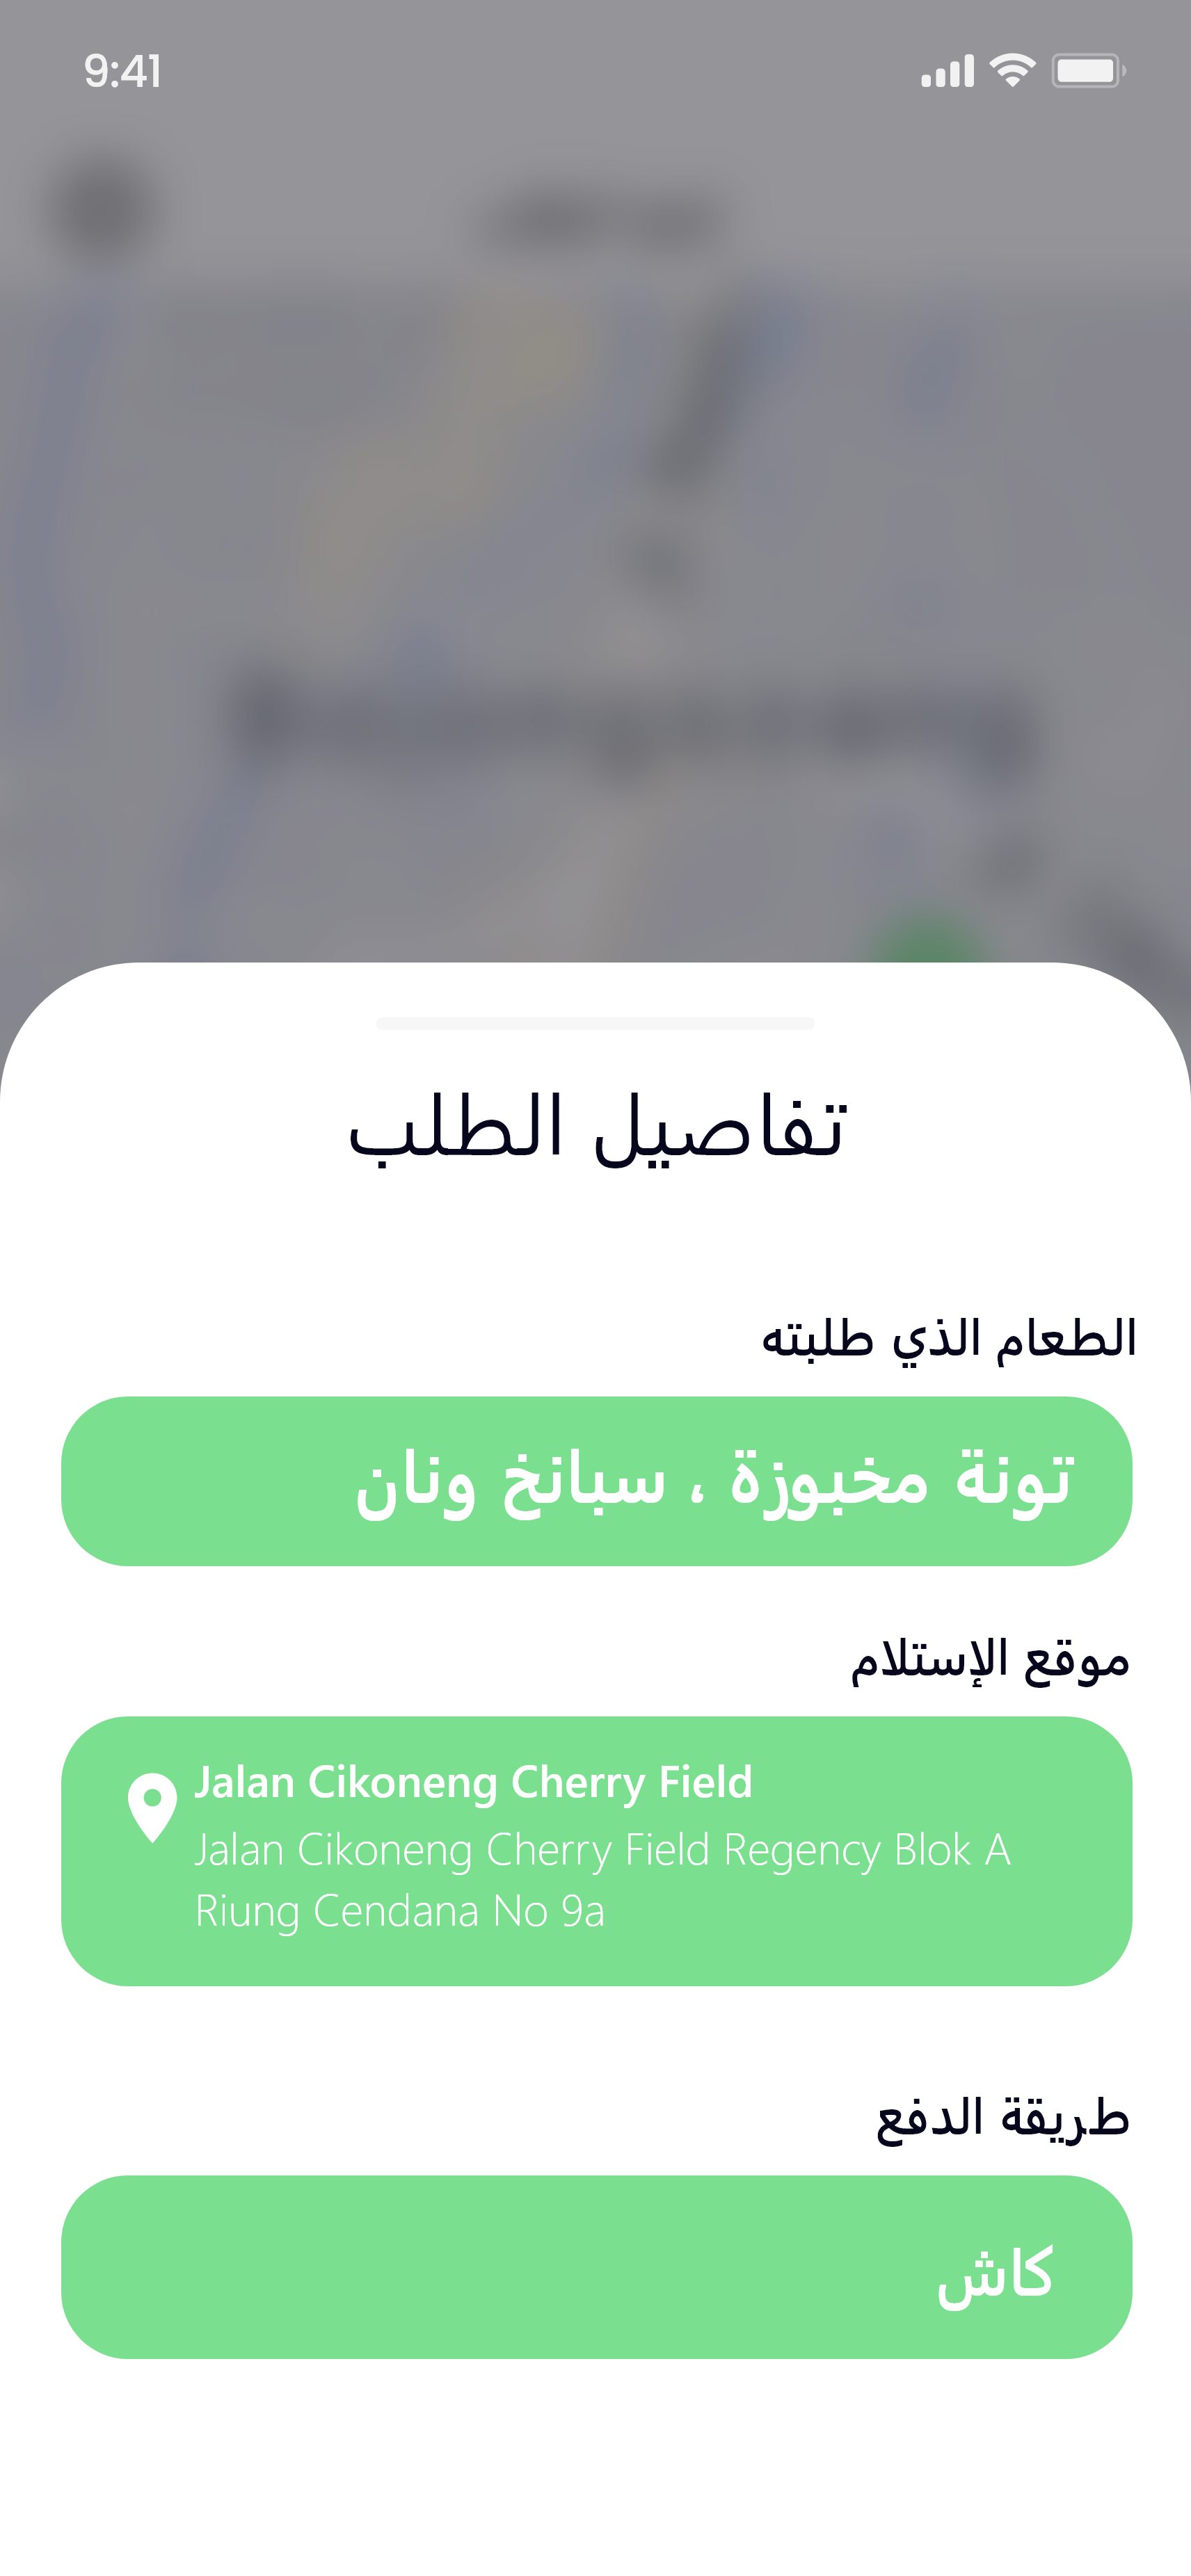 9:41
تفاصيل الطلب
الطعام الذي طلبته
تونة مخبوزة ، سبانخ ونان
موقع الإستلام
Jalan Cikoneng Cherry Field
Jalan Cikoneng Cherry Field Regency Blok A
Riung Cendana No 9a
طريقة الدفع
كاش